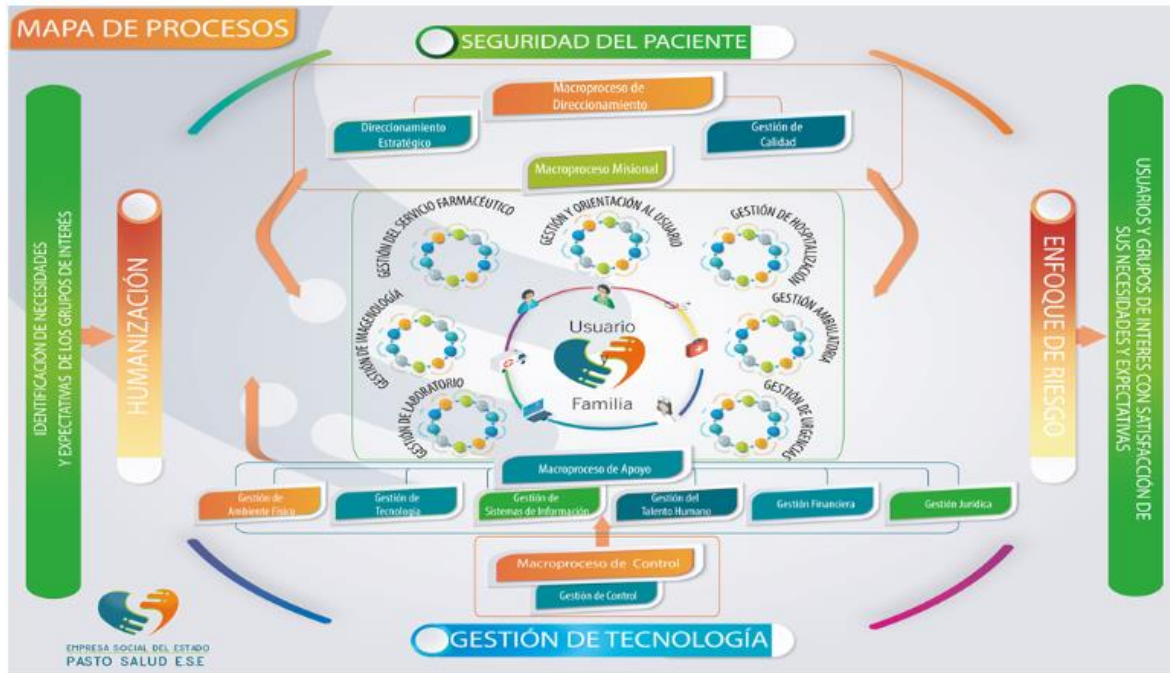 MAPA DE PROCESOS
SEGURIDAD DEL PACIENTE
Macroproceso de
Direccionamiento
Direccionamiento
Estratégico
Gestión de
Calidad
Macroproceso Misional
IDENTIFICACIÓN DE NECESIDADES
Y EXPECTATIVAS DE LOS GRUPOS DE INTERÉS
HUMANIZACIÓN
GESTIÓN DEL SERVICIO FARMACÉUTICO
GESTIÓN Y ORIENTACIÓN AL USUARIO
GESTIÓN DE HOSPITALIZACIÓN
GESTIÓN DE IMAGENOLOGÍA
GESTIÓN AMBULATORIA
GESTIÓN DE LABORATORIO
GESTIÓN DE URGENCIAS
Usuario
Familia
ENFOQUE DE RIESGO
USUARIOS Y GRUPOS DE INTERES CON SATISFACCIÓN DE
SUS NECESIDADES Y EXPECTATIVAS
Macroproceso de Apoyo
Gestión de
Ambiente Físico
Gestión de
Tecnología
Gestión de
Sistemas de Información
Gestión del
Talento Humano
Gestión Financiera
Gestión Jurídica
Macroproceso de Control
Gestión de Control
GESTIÓN DE TECNOLOGÍA
EMPRESA SOCIAL DEL ESTADO
PASTO SALUD E.S.E